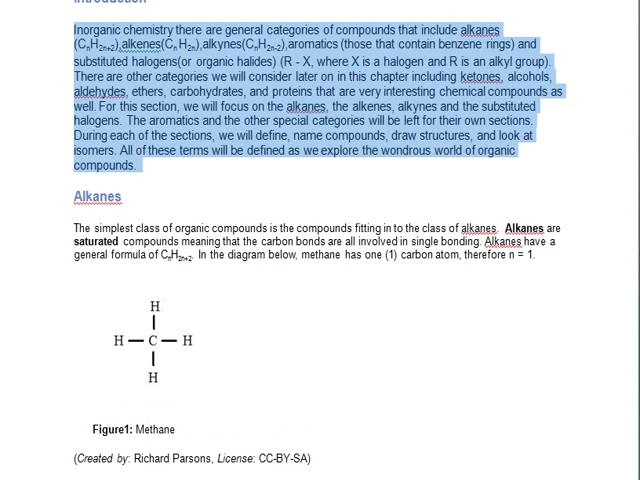 Introduction
Inorganic chemistry there are general categories of compounds that include alkanes
(CnH2n+2),alkenes(Cn H2n),alkynes(CnH2n-2),aromatics (those that contain benzene rings) and
substituted halogens(or organic halides) (R - X, where X is a halogen and R is an alkyl group).
There are other categories we will consider later on in this chapter including ketones, alcohols,
aldehydes, ethers, carbohydrates, and proteins that are very interesting chemical compounds as
well. For this section, we will focus on the alkanes, the alkenes, alkynes and the substituted
halogens. The aromatics and the other special categories will be left for their own sections.
During each of the sections, we will define, name compounds, draw structures, and look at
isomers. All of these terms will be defined as we explore the wondrous world of organic
compounds.
Alkanes
The simplest class of organic compounds is the compounds fitting in to the class of alkanes. Alkanes are
saturated compounds meaning that the carbon bonds are all involved in single bonding. Alkanes have a
general formula of CnH2n+2. In the diagram below, methane has one (1) carbon atom, therefore n = 1.
H
H — C — H
H
Figure1: Methane
(Created by: Richard Parsons, License: CC-BY-SA)